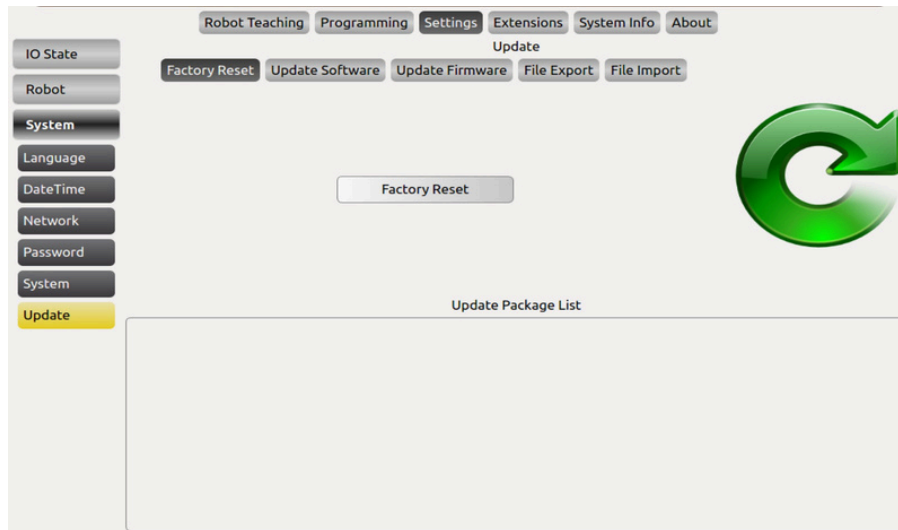 Robot Teaching Programming Settings Extensions System Info About
Update
Factory Reset Update Software Update Firmware File Export File Import
IO State
Robot
System
Language
DateTime
Network
Password
System
Update
Factory Reset
Update Package List